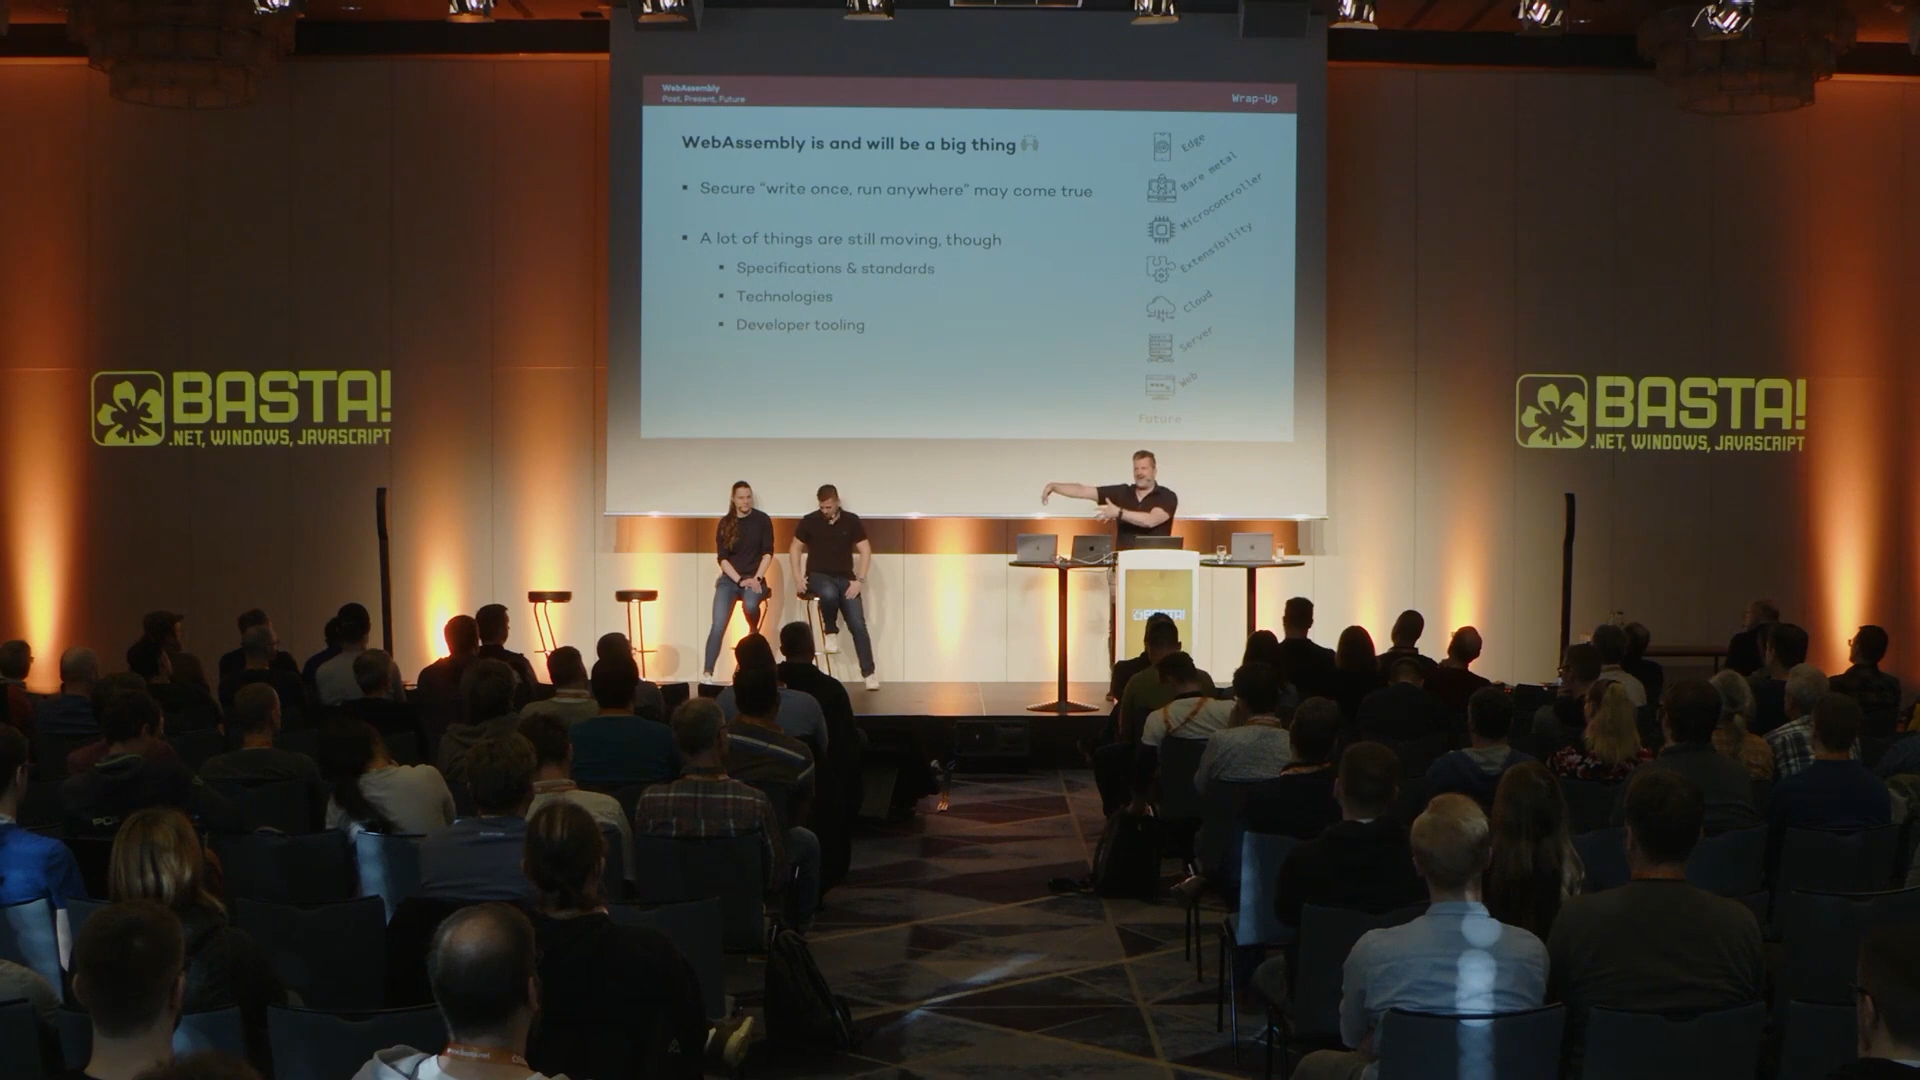 WebAssembly
Past, Present, Future
Wrap-Up
WebAssembly is and will be a big thing
Secure “write once, run anywhere” may come true
A lot of things are still moving, though
Specifications & standards
Technologies
Developer tooling
Edge
Bare metal
Microcontroller
Extensibility
Cloud
Server
Web
Future
BASTA!
.NET, WINDOWS, JAVASCRIPT
BASTA!
.NET, WINDOWS, JAVASCRIPT
BASTA!